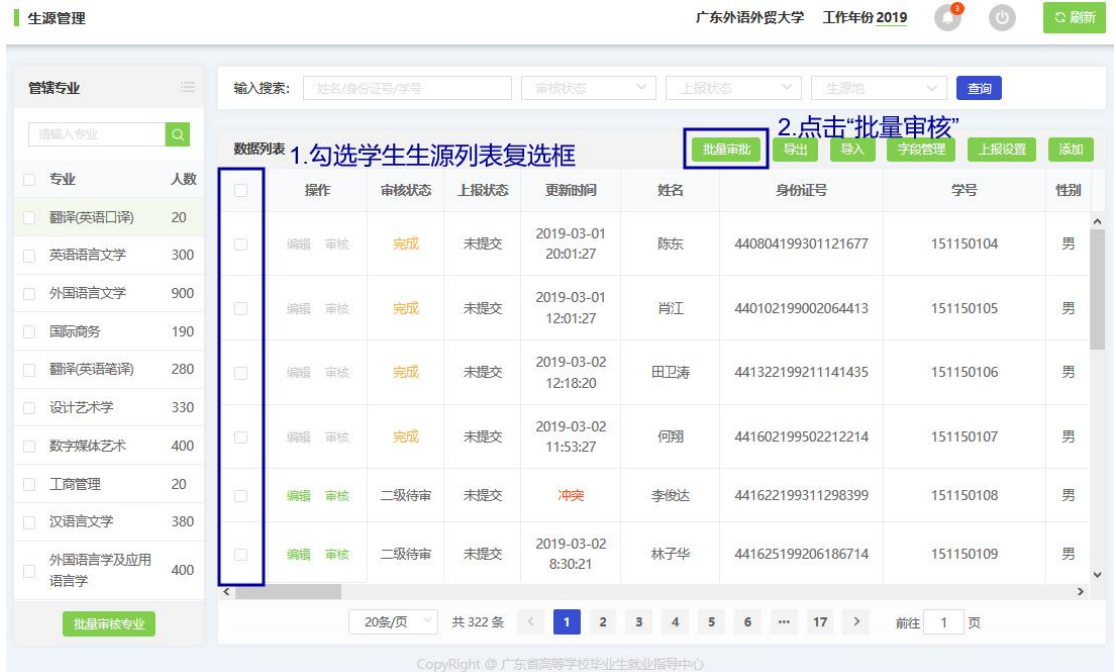 生源管理
广东外语外贸大学 工作年份 2019 3 刷新
管辖专业
输入搜索: 姓名/身份证号/学号 审核状态 上报状态 生源地 查询
请输入专业
2.点击“批量审核”
数据列表 1.勾选学生生源列表复选框
批量审批 导出 导入 字段管理 上报设置 添加
专业 人数
翻译(英语口译) 20
英语语言文学 300
外国语言文学 900
国际商务 190
翻译(英语笔译) 280
设计艺术学 330
数字媒体艺术 400
工商管理 20
汉语言文学 380
外国语言学及应用
语言学 400
批量审核专业
操作 审核状态 上报状态 更新时间 姓名 身份证号 学号 性别
编辑 审核 完成 未提交 2019-03-01
20:01:27 陈东 440804199301121677 151150104 男
编辑 审核 完成 未提交 2019-03-01
12:01:27 肖江 440102199002064413 151150105 男
编辑 审核 完成 未提交 2019-03-02
12:18:20 田卫涛 441322199211141435 151150106 男
编辑 审核 完成 未提交 2019-03-02
11:53:27 何翔 441602199502212214 151150107 男
编辑 审核 二级待审 未提交 冲突 李俊达 441622199311298399 151150108 男
编辑 审核 二级待审 未提交 2019-03-02
8:30:21 林子华 441625199206186714 151150109 男
20条/页 共 322 条 < 1 2 3 4 5 6 ··· 17 > 前往 1 页
CopyRight @ 广东省高等学校毕业生就业指导中心